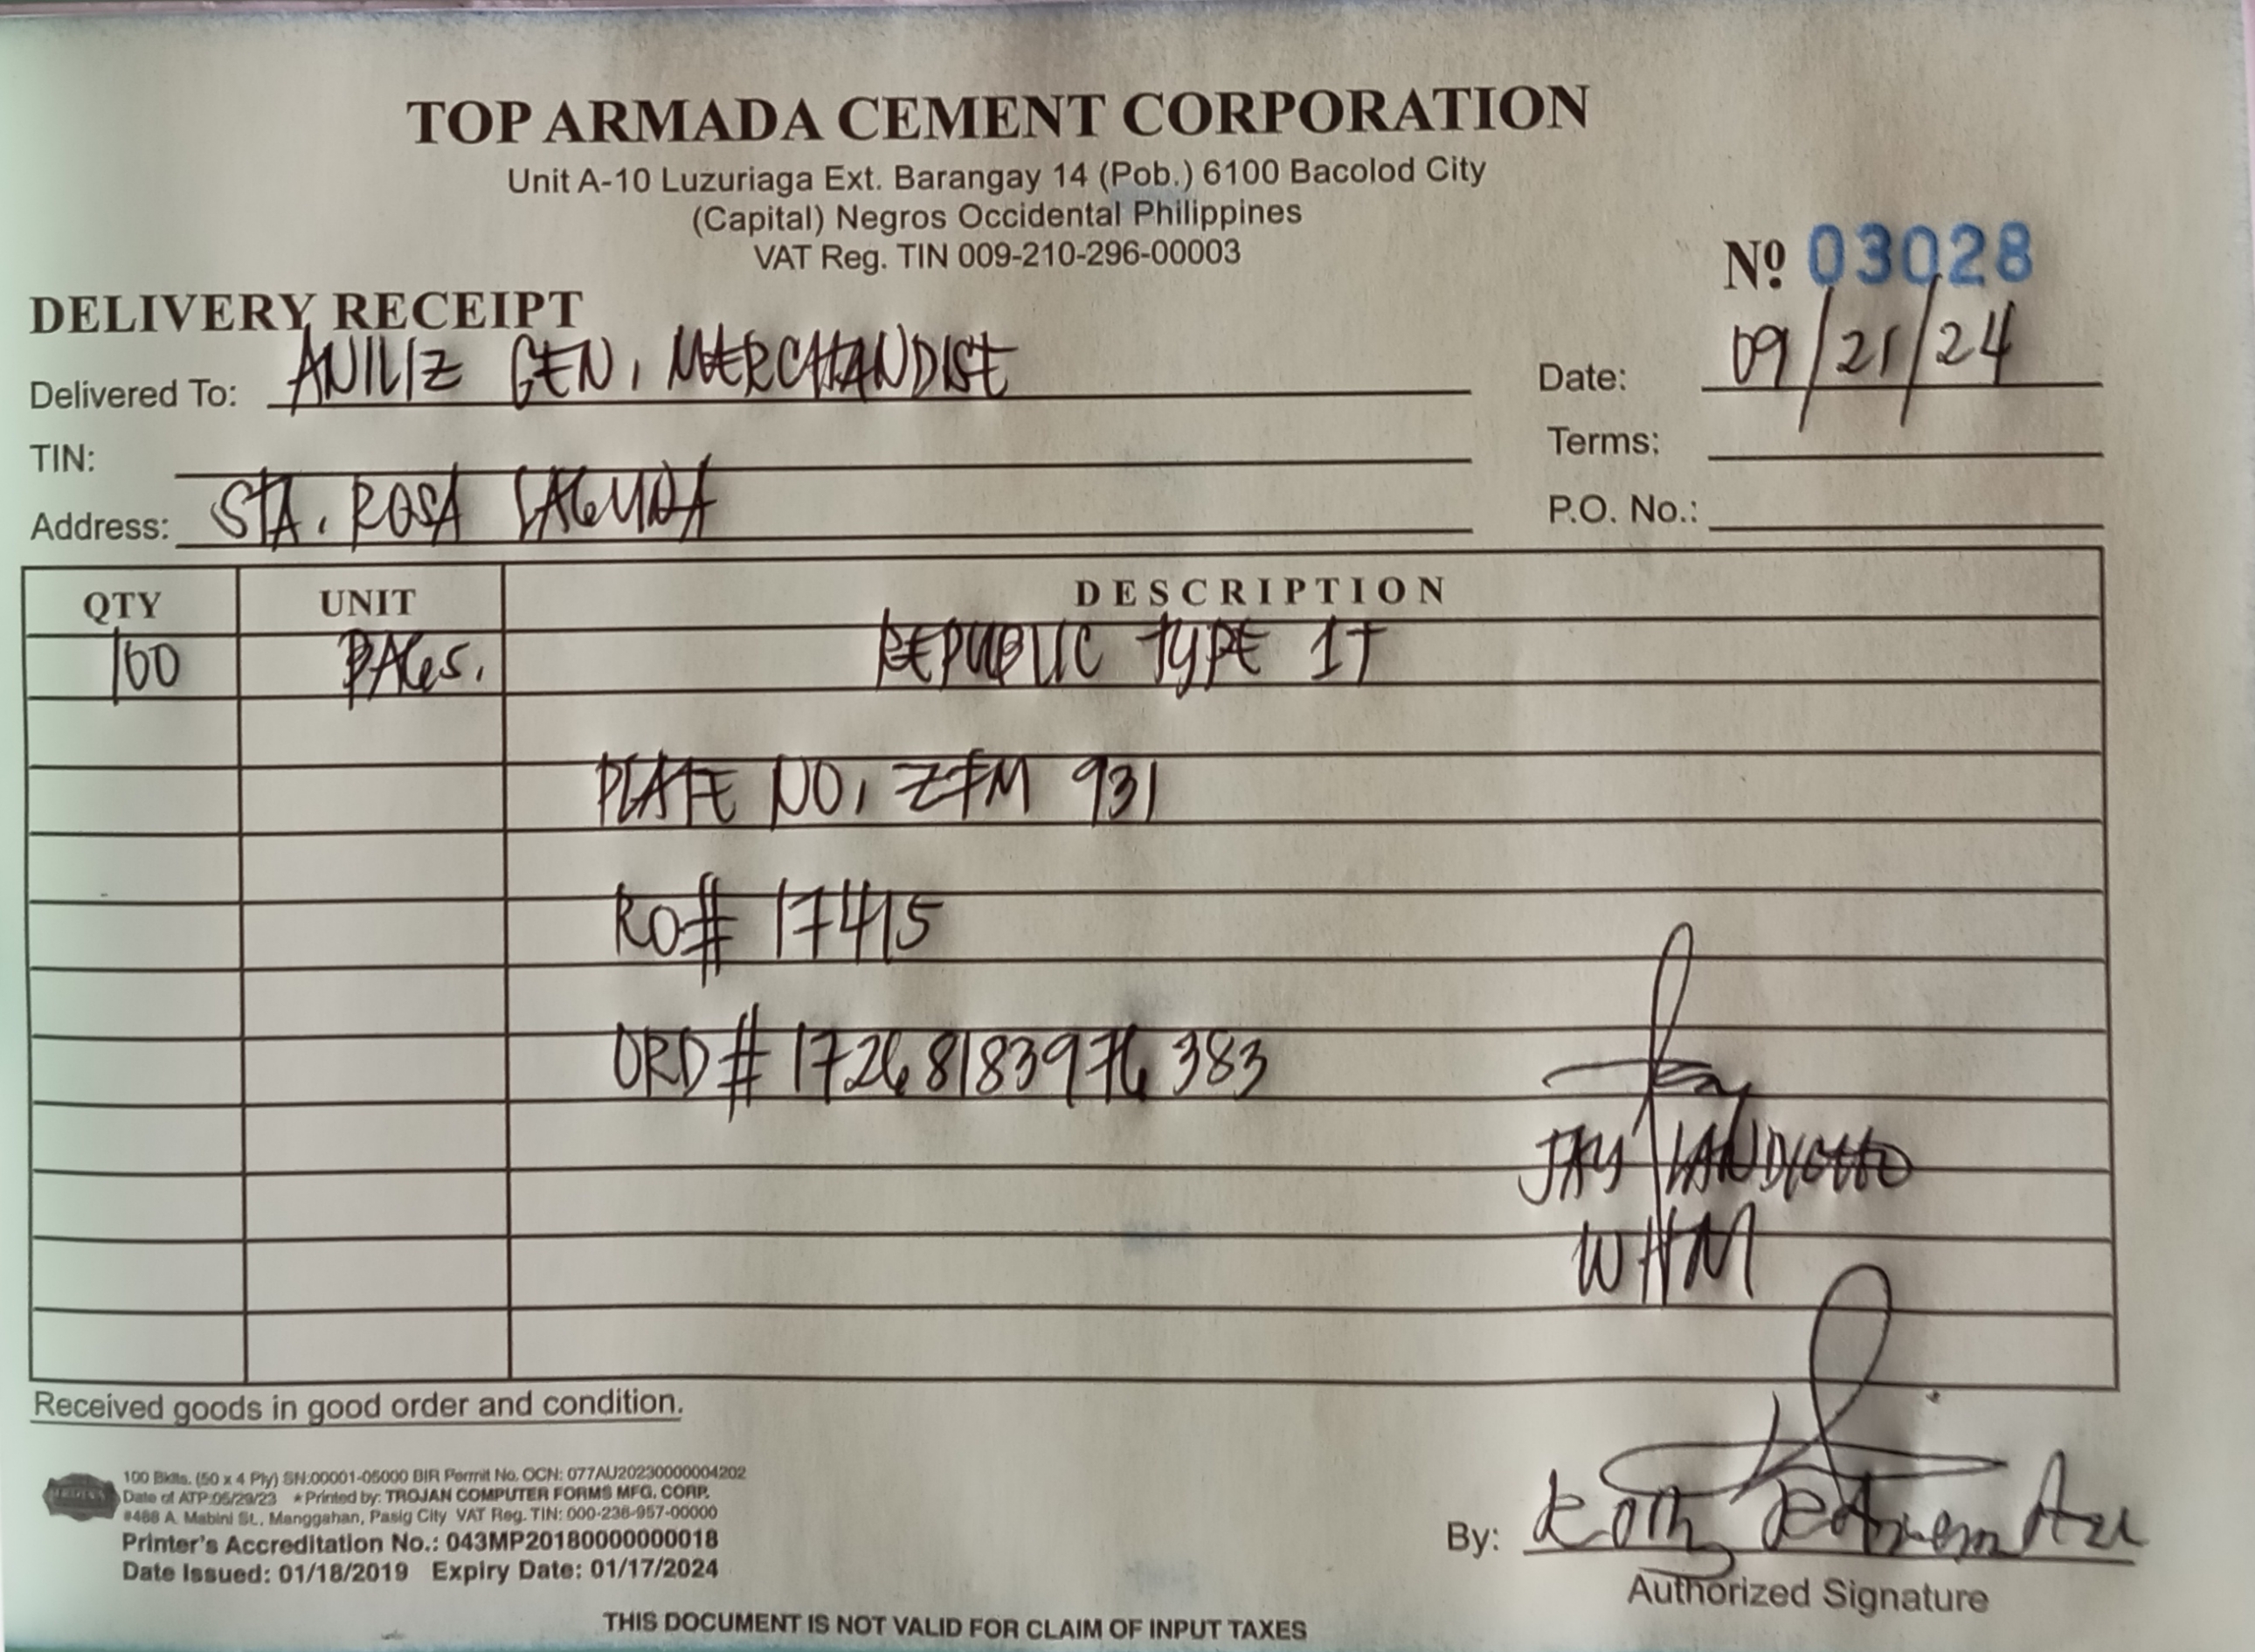 TOP ARMADA CEMENT CORPORATION
Unit A-10 Luzuriaga Ext. Barangay 14 (Pob.) 6100 Bacolod City
(Capital) Negros Occidental Philippines
VAT Reg. TIN 009-210-296-00003
Nº 03028
DELIVERY RECEIPT
Delivered To: ANILIZ GEN. MERCHANDISE
Date: 09/21/24
TIN:
Terms:
Address: STA. ROSA LAGUNA
P.O. No.:
QTY UNIT DESCRIPTION
100 BAGS. REPUBLIC TYPE 1T
PLATE NO. ZFM 931
RO# 17415
ORD# 17268183976383
JAY
WHM
Received goods in good order and condition.
100 Bklts. (50 x 4 Ply) SN:00001-05000 BIR Permit No. OCN: 077AU20230000004202
Date of ATP:05/29/23 *Printed by: TROJAN COMPUTER FORMS MFG. CORP.
#488 A. Mabini St., Manggahan, Pasig City VAT Reg. TIN: 000-236-957-00000
Printer's Accreditation No.: 043MP20180000000018
Date Issued: 01/18/2019 Expiry Date: 01/17/2024
By:
Authorized Signature
THIS DOCUMENT IS NOT VALID FOR CLAIM OF INPUT TAXES